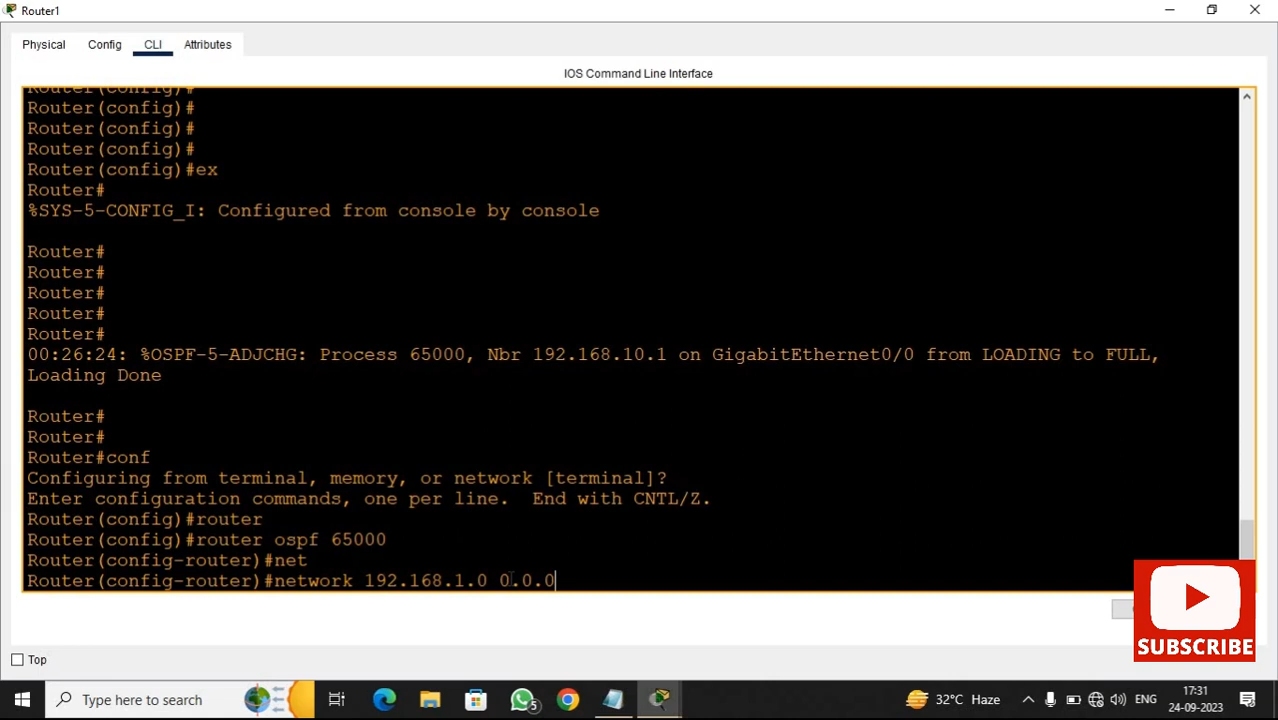 Router1
Physical Config CLI Attributes
IOS Command Line Interface
Router(config)#
Router(config)#
Router(config)#
Router(config)#
Router(config)#ex
Router#
%SYS-5-CONFIG_I: Configured from console by console
Router#
Router#
Router#
Router#
Router#
00:26:24: %OSPF-5-ADJCHG: Process 65000, Nbr 192.168.10.1 on GigabitEthernet0/0 from LOADING to FULL,
Loading Done
Router#
Router#
Router#conf
Configuring from terminal, memory, or network [terminal]?
Enter configuration commands, one per line.  End with CNTL/Z.
Router(config)#router
Router(config)#router ospf 65000
Router(config-router)#net
Router(config-router)#network 192.168.1.0 0.0.0
SUBSCRIBE
Top
Type here to search
5
32°C Haze
ENG
17:31
24-09-2023